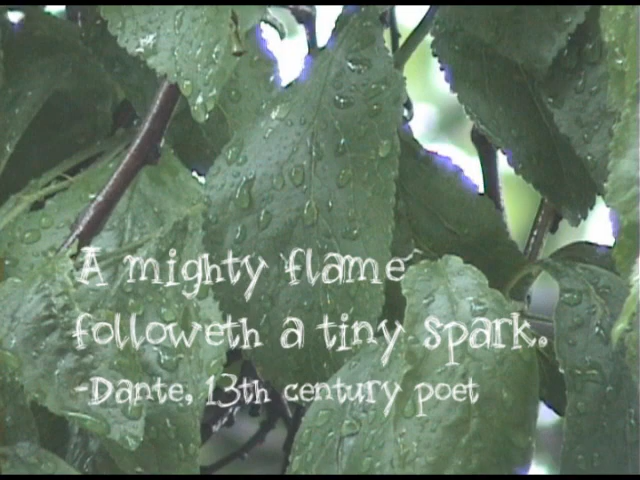 A mighty flame
followeth a tiny spark.
-Dante, 13th century poet